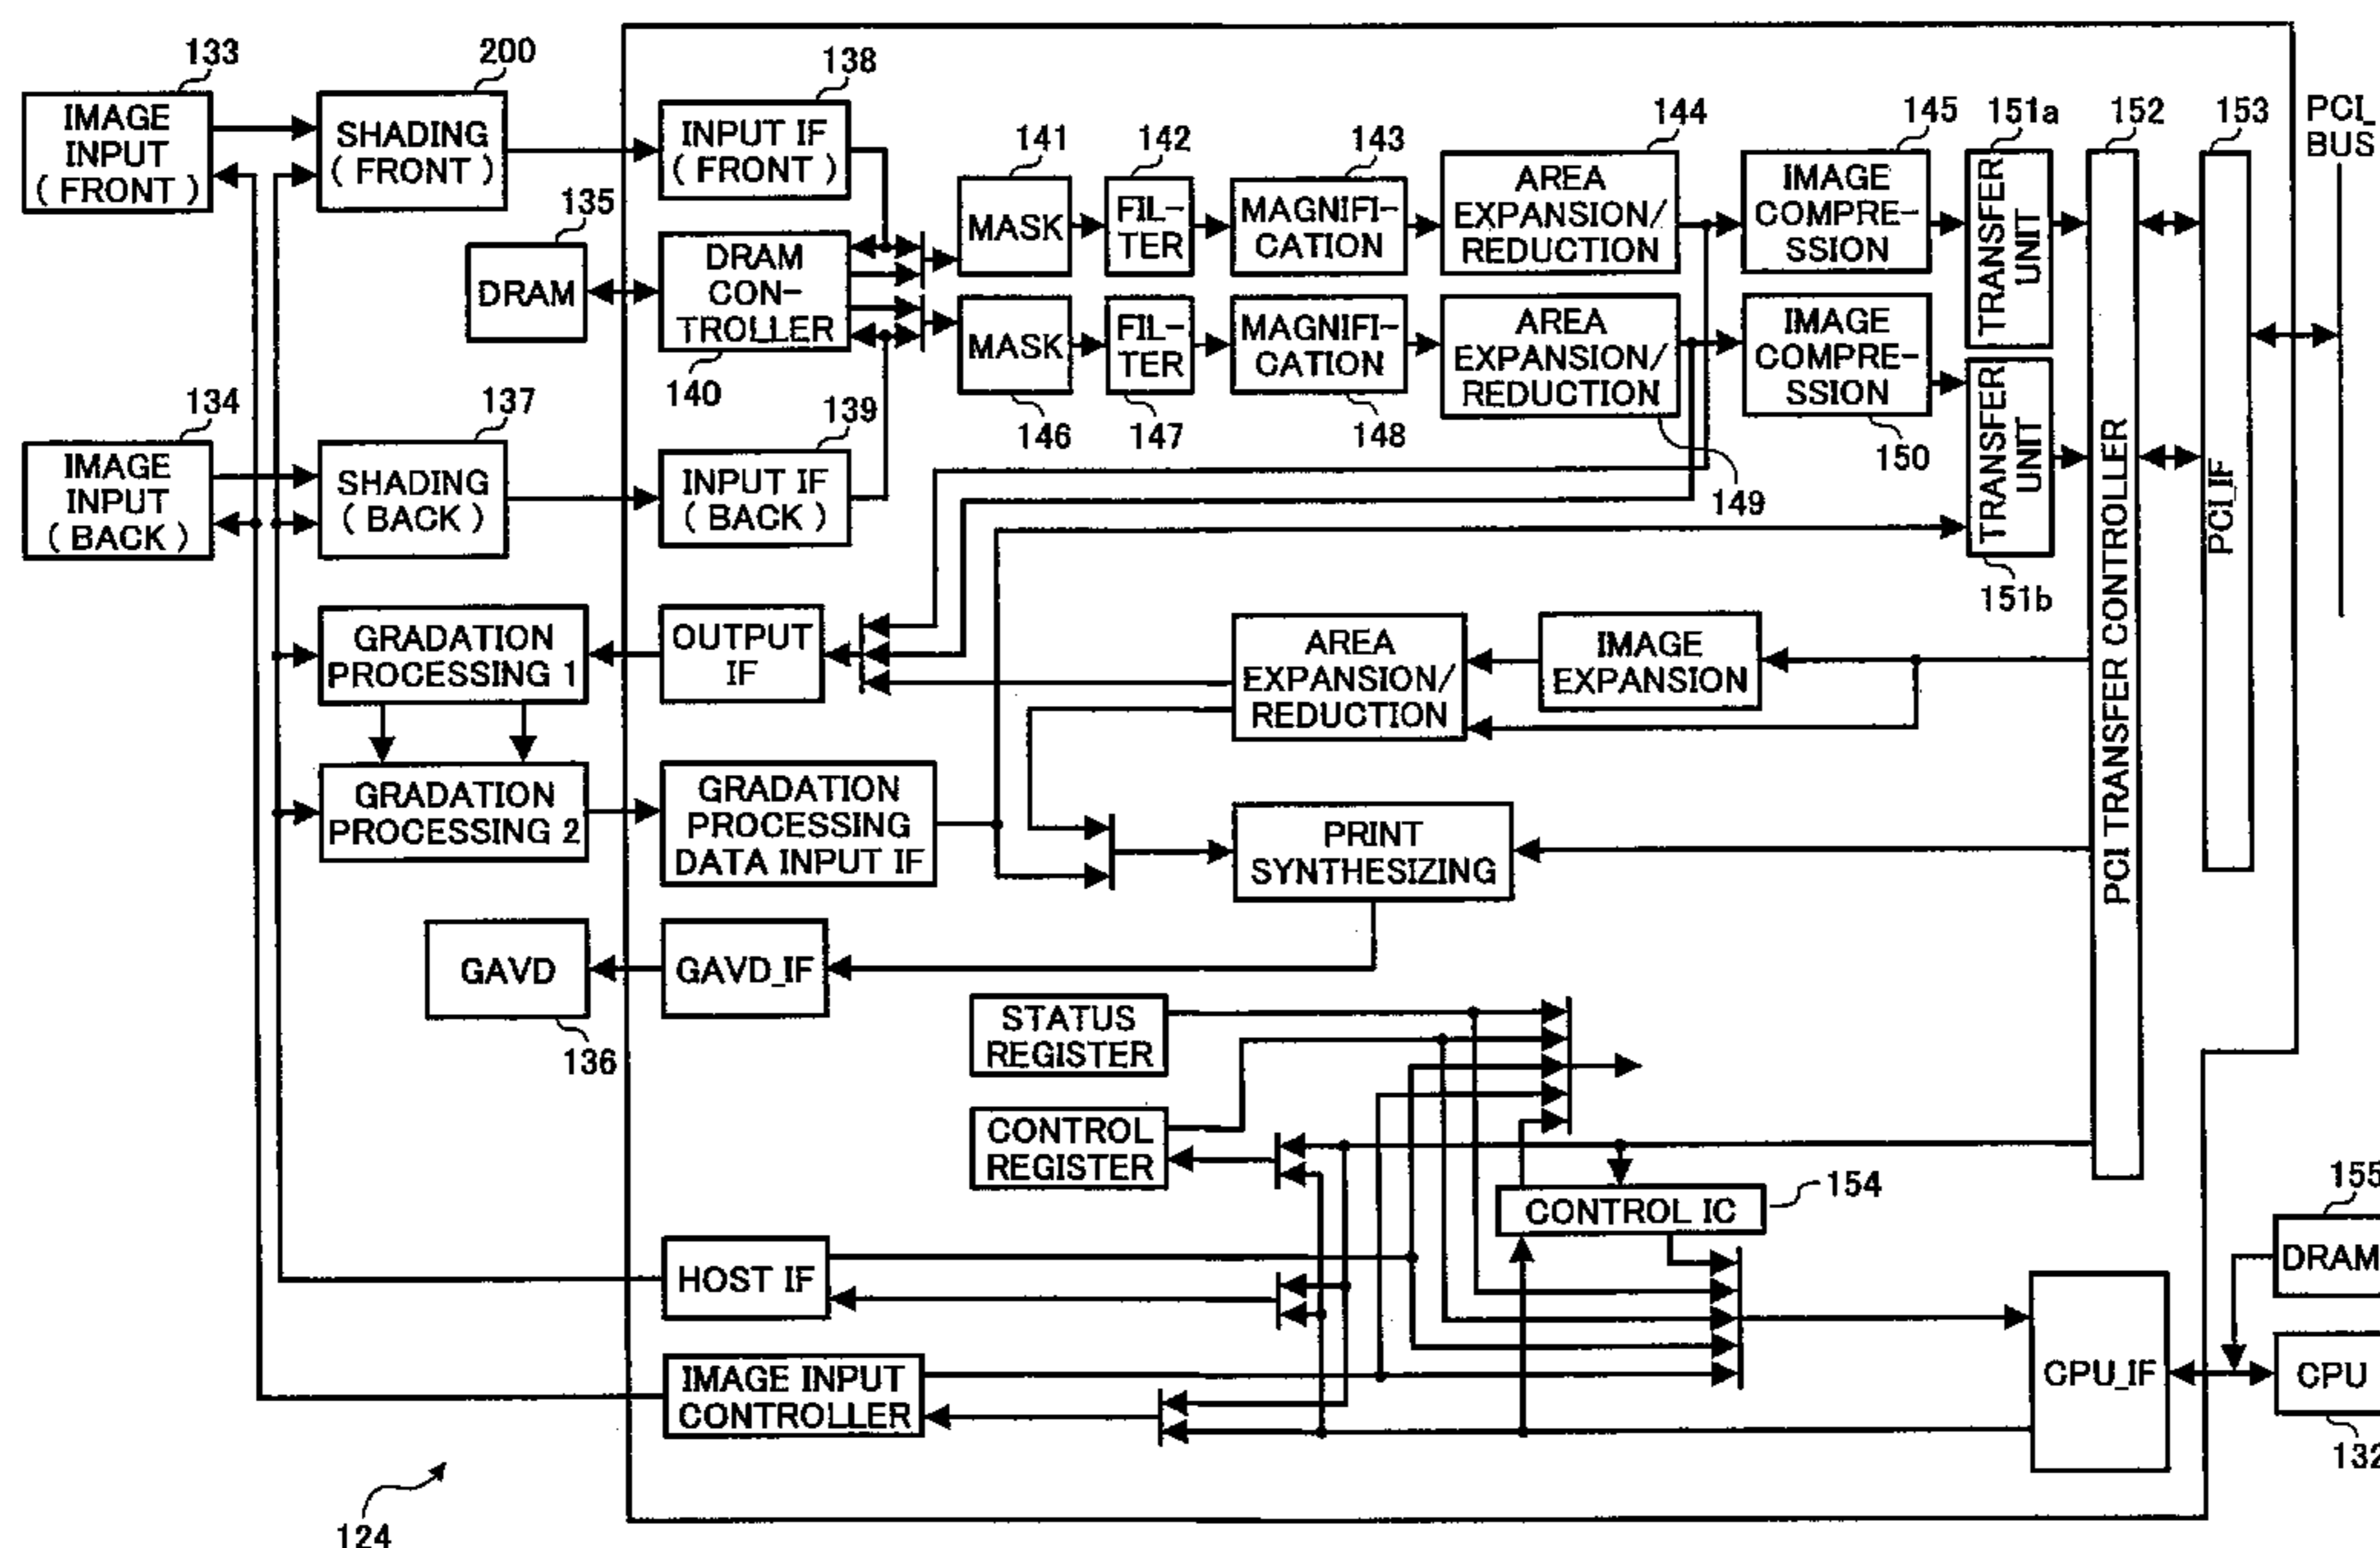 133
IMAGE
INPUT
( FRONT )
200
SHADING
( FRONT )
138
INPUT IF
( FRONT )
135
DRAM
DRAM
CON-
TROLLER
140
141
MASK
142
FIL-
TER
143
MAGNIFI-
CATION
144
AREA
EXPANSION/
REDUCTION
145
IMAGE
COMPRE-
SSION
151a
TRANSFER
UNIT
152
PCI TRANSFER CONTROLLER
153
PCI_IF
PCI_
BUS
MASK
146
FIL-
TER
147
MAGNIFI-
CATION
148
AREA
EXPANSION/
REDUCTION
149
IMAGE
COMPRE-
SSION
150
TRANSFER
UNIT
151b
134
IMAGE
INPUT
( BACK )
137
SHADING
( BACK )
139
INPUT IF
( BACK )
GRADATION
PROCESSING 1
OUTPUT
IF
AREA
EXPANSION/
REDUCTION
IMAGE
EXPANSION
GRADATION
PROCESSING 2
GRADATION
PROCESSING
DATA INPUT IF
PRINT
SYNTHESIZING
GAVD
136
GAVD_IF
STATUS
REGISTER
CONTROL
REGISTER
CONTROL IC
154
HOST IF
IMAGE INPUT
CONTROLLER
CPU_IF
155
DRAM
CPU
132
124